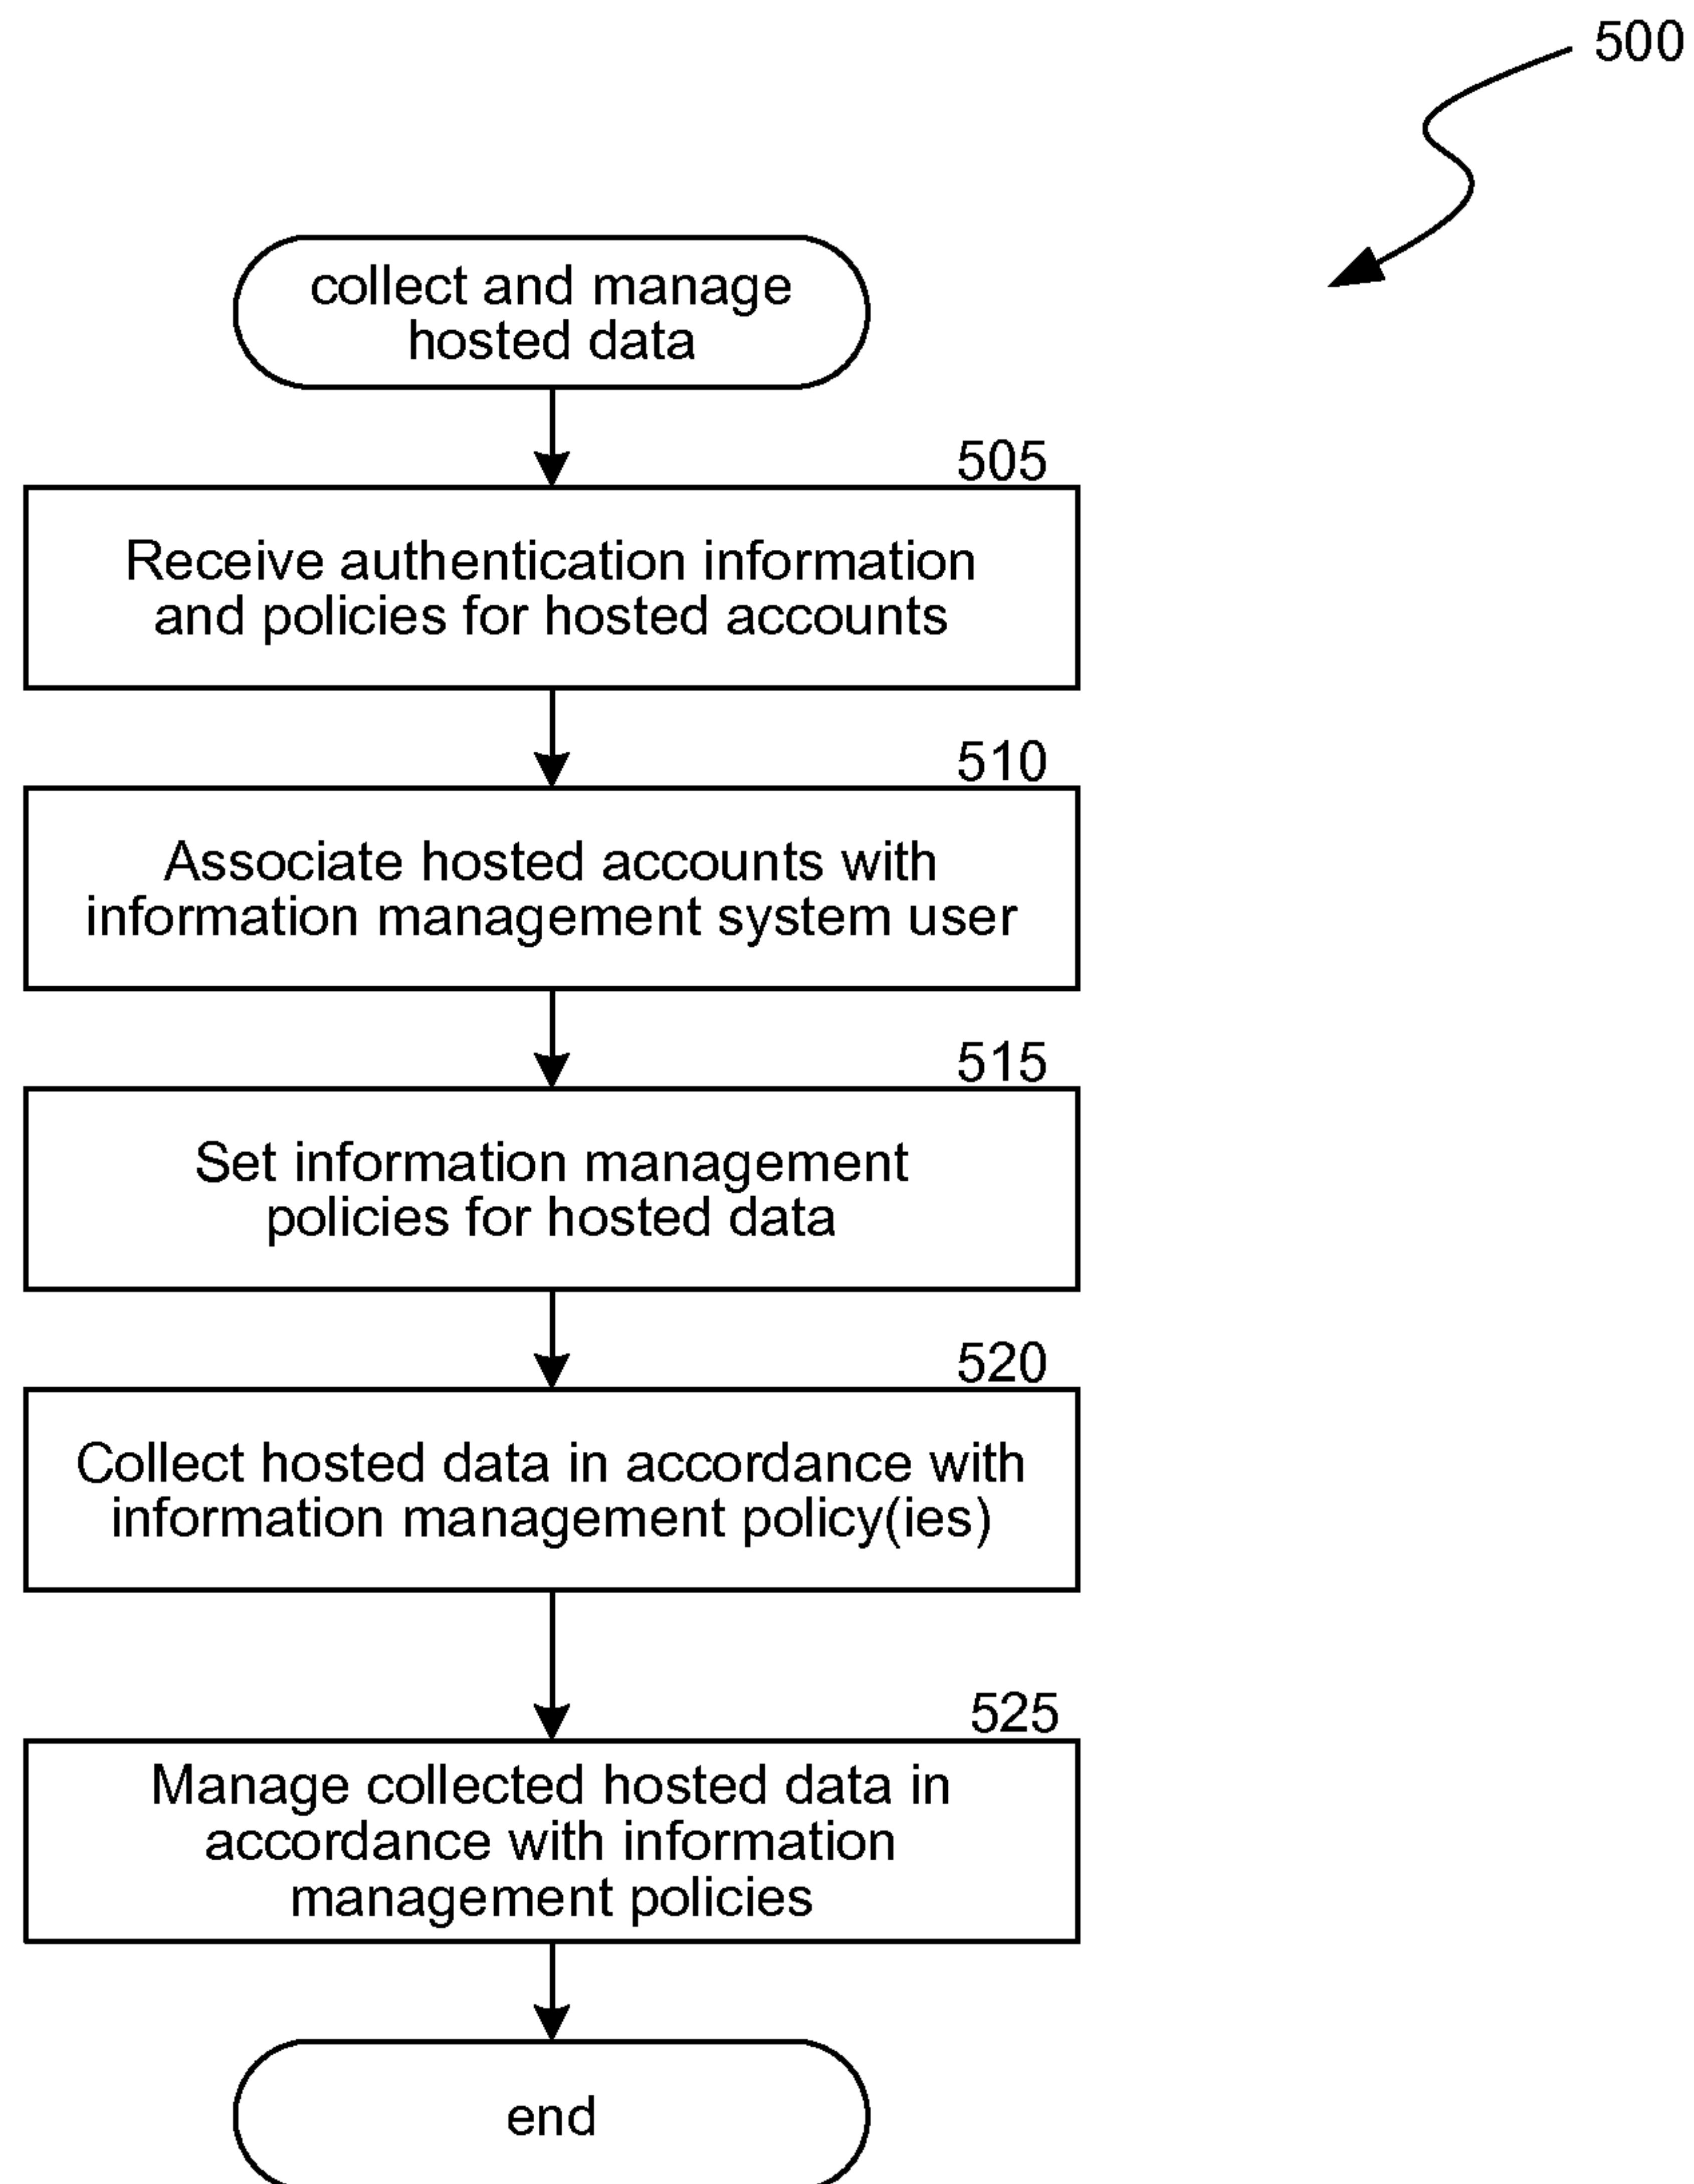 500
collect and manage
hosted data
505
Receive authentication information
and policies for hosted accounts
510
Associate hosted accounts with
information management system user
515
Set information management
policies for hosted data
520
Collect hosted data in accordance with
information management policy(ies)
525
Manage collected hosted data in
accordance with information
management policies
end